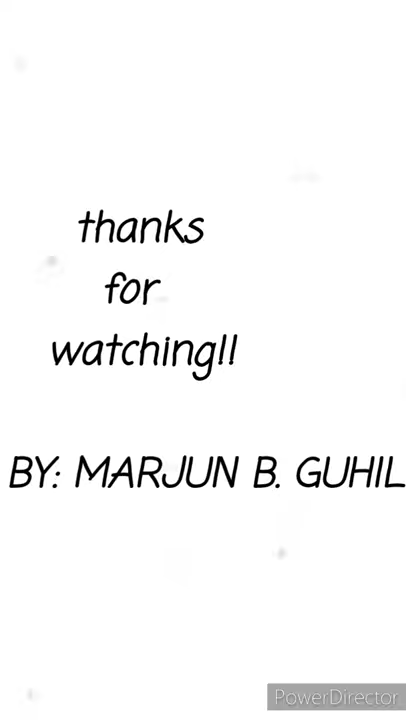 thanks
for
watching!!
BY: MARJUN B. GUHIL
PowerDirector